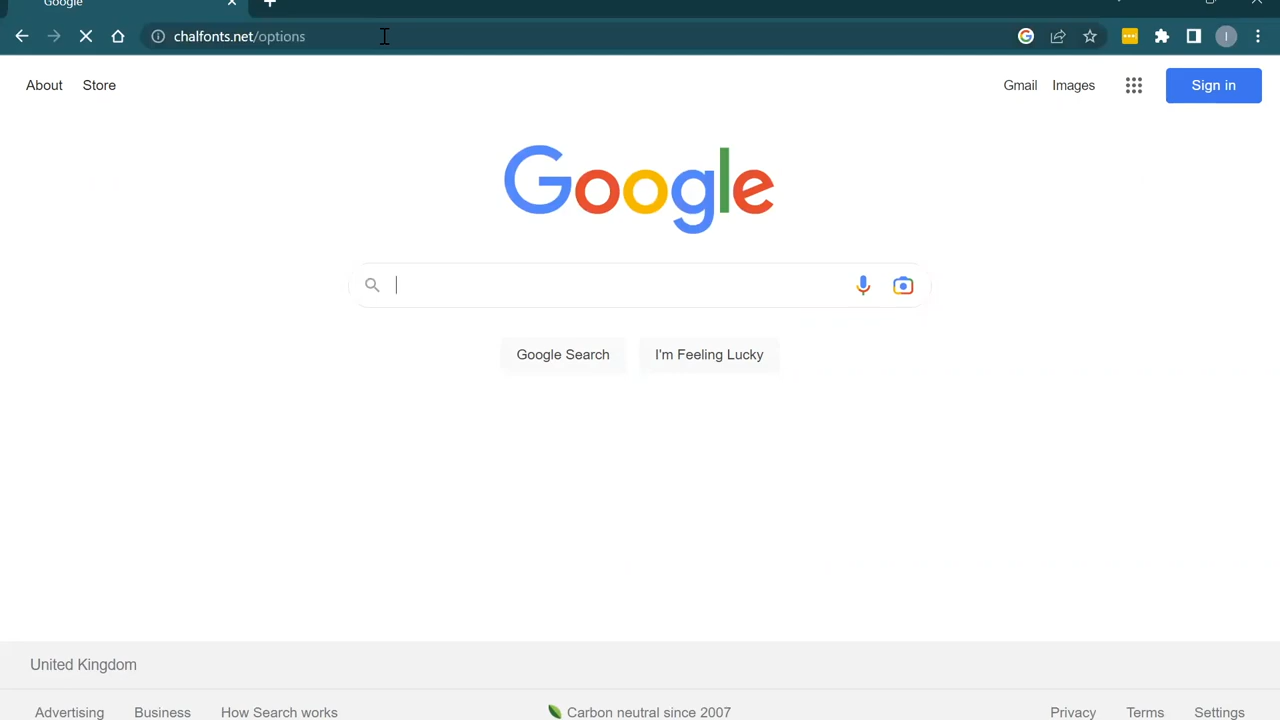 Google
chalfonts.net/options
About Store
Gmail Images Sign in
Google
Google Search I'm Feeling Lucky
United Kingdom
Advertising Business How Search works Carbon neutral since 2007 Privacy Terms Settings